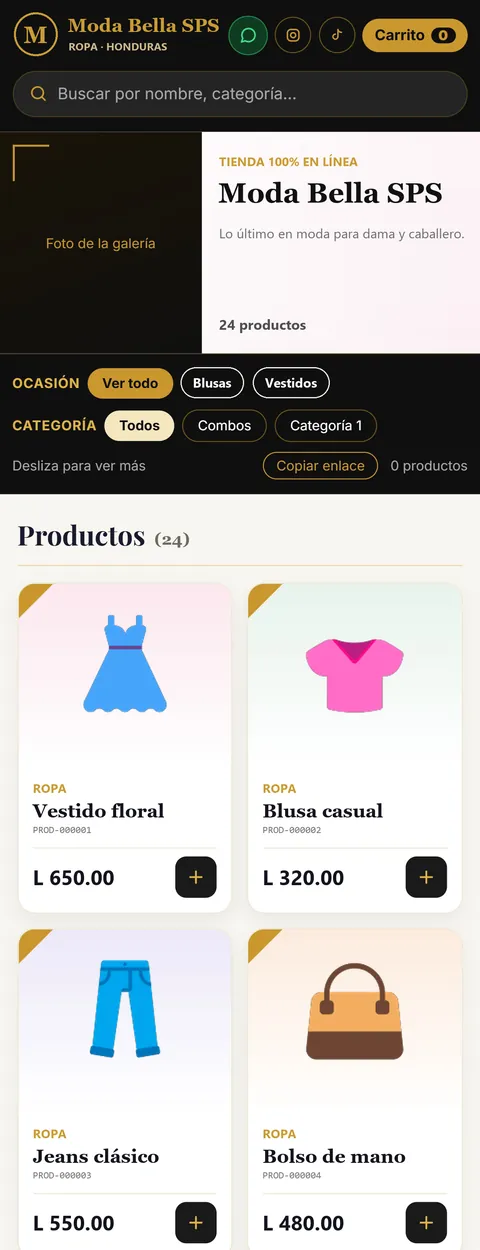 M
Moda Bella SPS
ROPA · HONDURAS
Carrito 0
Buscar por nombre, categoría...
Foto de la galería
TIENDA 100% EN LÍNEA
Moda Bella SPS
Lo último en moda para dama y caballero.
24 productos
OCASIÓN Ver todo Blusas Vestidos
CATEGORÍA Todos Combos Categoría 1
Desliza para ver más Copiar enlace 0 productos
Productos (24)
ROPA
Vestido floral
PROD-000001
L 650.00 +
ROPA
Blusa casual
PROD-000002
L 320.00 +
ROPA
Jeans clásico
PROD-000003
L 550.00 +
ROPA
Bolso de mano
PROD-000004
L 480.00 +